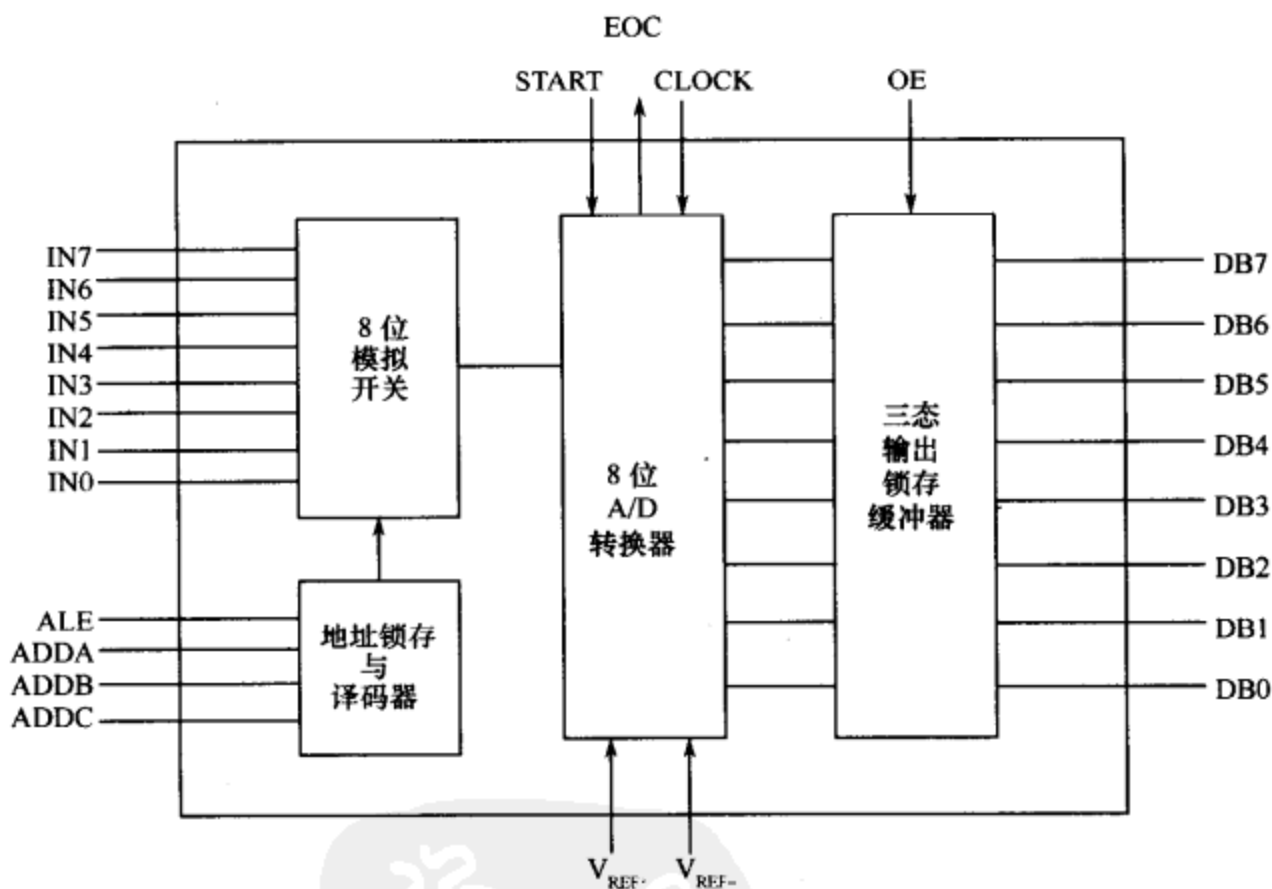 EOC
START
CLOCK
OE
IN7
IN6
IN5
IN4
IN3
IN2
IN1
IN0
8 位
模拟
开关
ALE
ADDA
ADDB
ADDC
地址锁存
与
译码器
8 位
A/D
转换器
三态
输出
锁存
缓冲器
DB7
DB6
DB5
DB4
DB3
DB2
DB1
DB0
V_REF+
V_REF-